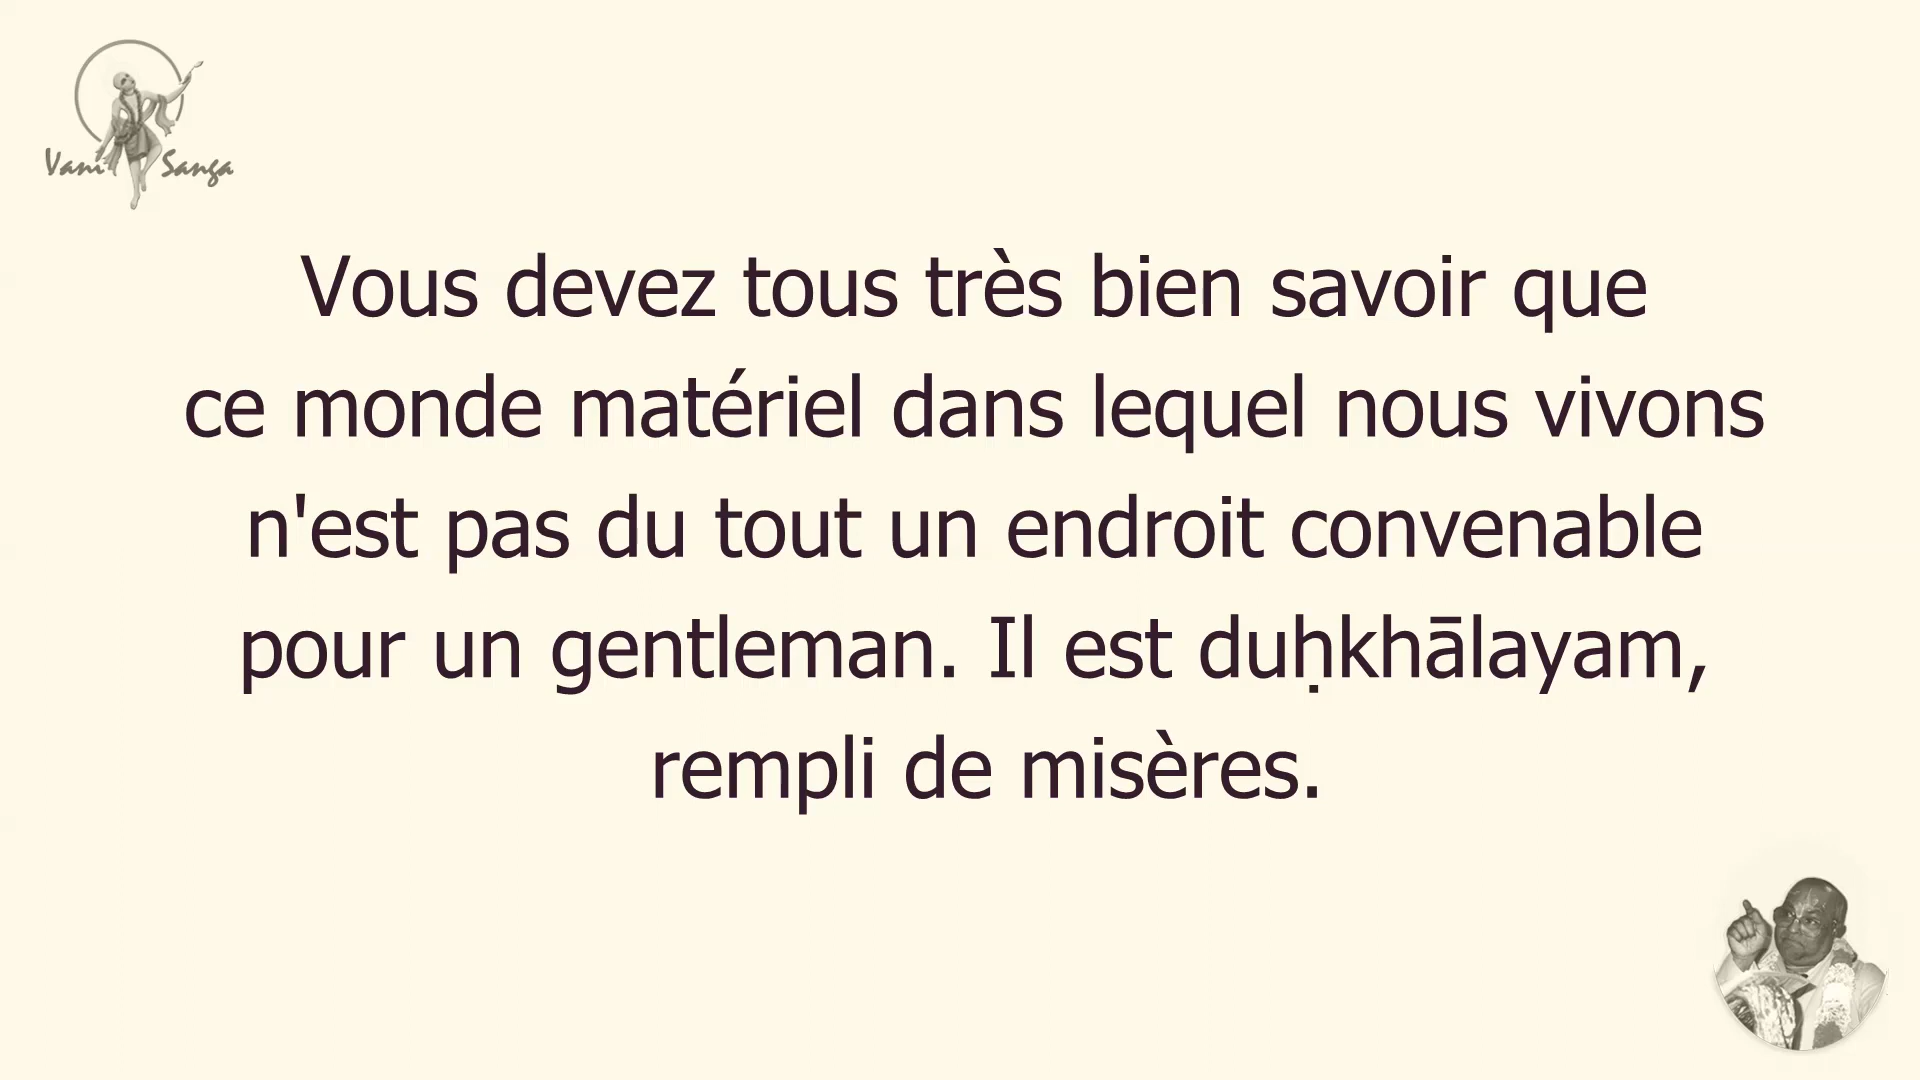 Vani Sanga
Vous devez tous très bien savoir que
ce monde matériel dans lequel nous vivons
n'est pas du tout un endroit convenable
pour un gentleman. Il est duḥkhālayam,
rempli de misères.